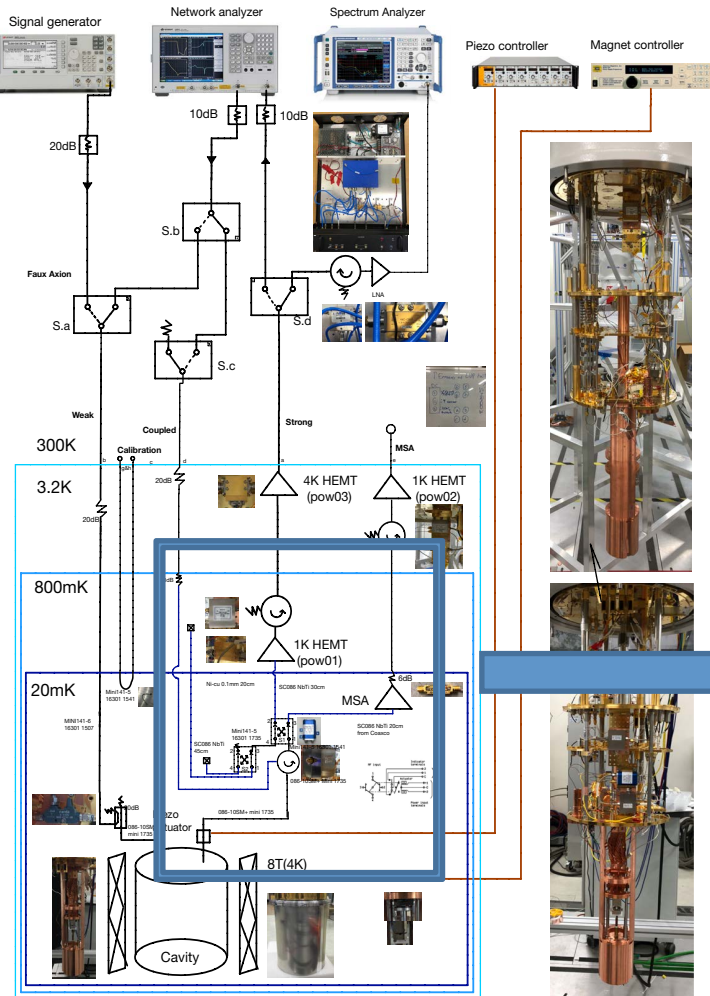 Signal generator
Network analyzer
Spectrum Analyzer
Piezo controller
Magnet controller
10dB
10dB
20dB
S.b
Faux Axion
LNA
S.a
S.d
S.c
Weak
Coupled
Strong
MSA
300K
Calibration
b
g&h
c
d
a
e
3.2K
20dB
20dB
4K HEMT
(pow03)
1K HEMT
(pow02)
800mK
1K HEMT
(pow01)
20mK
Mini141-5
16301 1541
Ni-cu 0.1mm 20cm
SC086 NbTi 30cm
6dB
MSA
MINI141-6
16301 1507
SC086 NbTi
45cm
Mini141-5
16301 1735
SC086 NbTi 20cm
from Coaxco
086-10SM+ mini 1735
086-10SM+ mini 1735
mini 1735
8T(4K)
Cavity